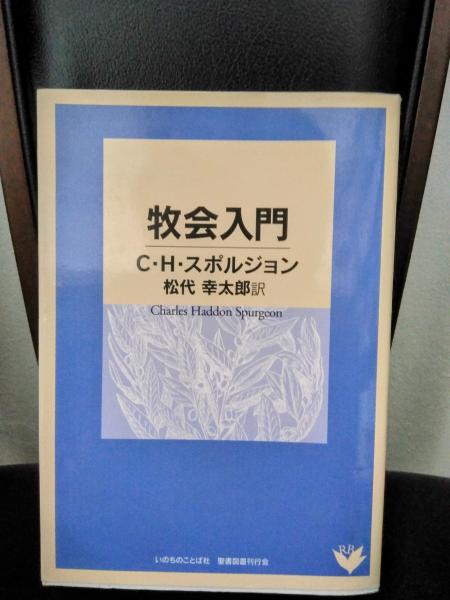 牧会入門
C・H・スポルジョン
松代 幸太郎訳
Charles Haddon Spurgeon
いのちのことば社 聖書図書刊行会
RB